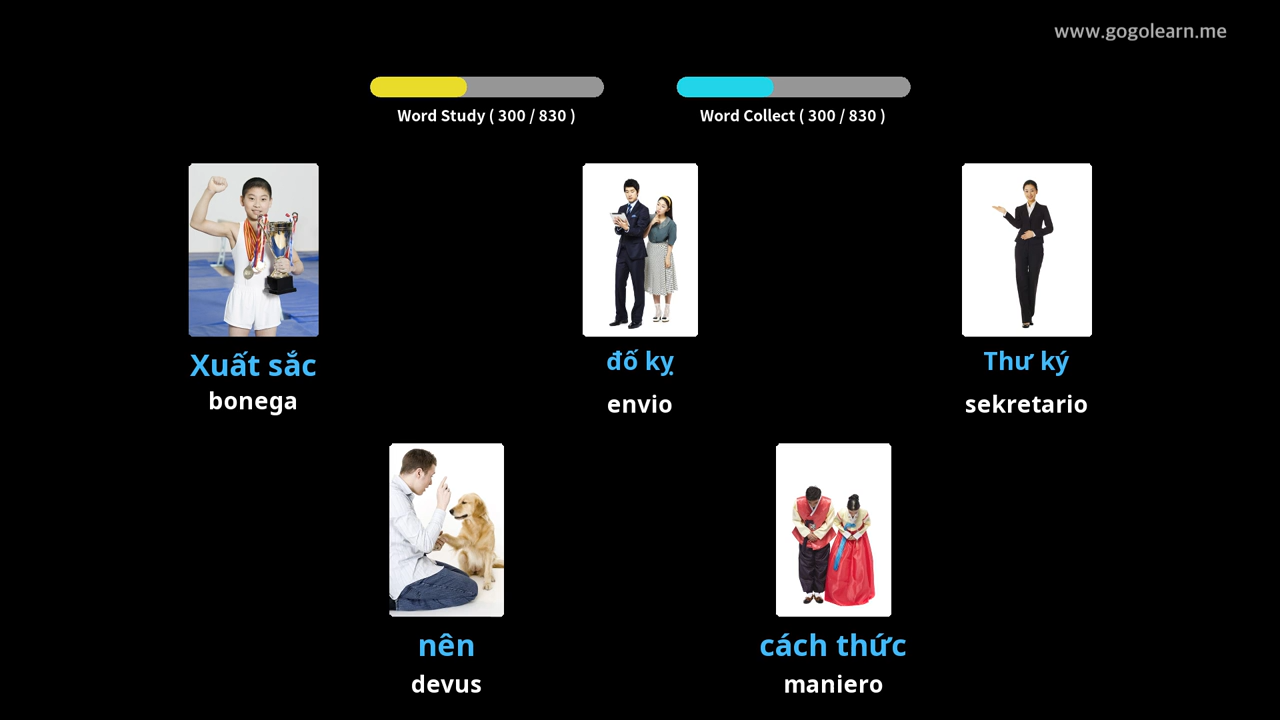 www.gogolearn.me
Word Study ( 300 / 830 )
Word Collect ( 300 / 830 )
Xuất sắc
bonega
đố kỵ
envio
Thư ký
sekretario
nên
devus
cách thức
maniero